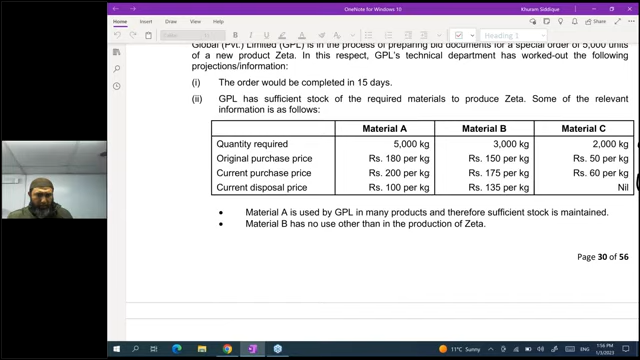 Khuram Siddique
OneNote for Windows 10
Home Insert Draw View Help Class Notebook
Share
B I U A
Heading 1
Global (Pvt.) Limited (GPL) is in the process of preparing bid documents for a special order of 5,000 units
of a new product Zeta. In this respect, GPL's technical department has worked-out the following
projections/information:
(i) The order would be completed in 15 days.
(ii) GPL has sufficient stock of the required materials to produce Zeta. Some of the relevant
information is as follows:
Material A Material B Material C
Quantity required 5,000 kg 3,000 kg 2,000 kg
Original purchase price Rs. 180 per kg Rs. 150 per kg Rs. 50 per kg
Current purchase price Rs. 200 per kg Rs. 175 per kg Rs. 60 per kg
Current disposal price Rs. 100 per kg Rs. 135 per kg Nil
• Material A is used by GPL in many products and therefore sufficient stock is maintained.
• Material B has no use other than in the production of Zeta.
Page 30 of 56
11°C Sunny
ENG
1:56 PM
1/3/2023